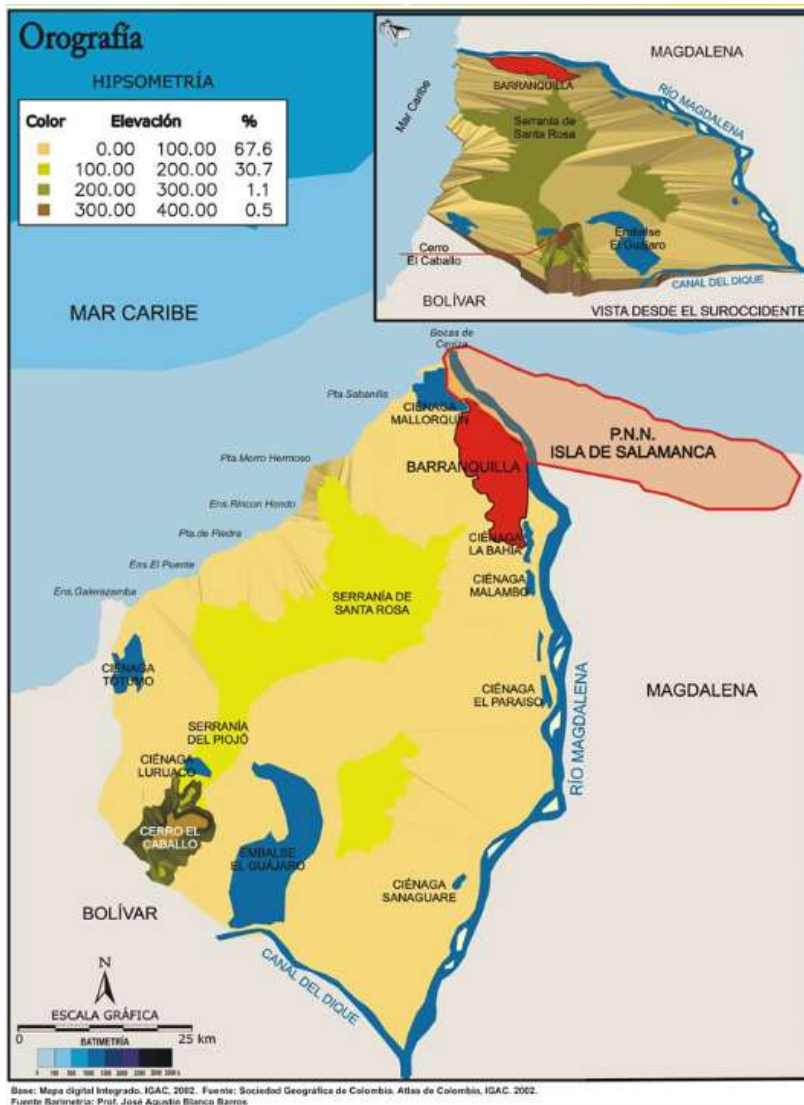 Orografía
HIPSOMETRÍA
Color Elevación %
0.00 100.00 67.6
100.00 200.00 30.7
200.00 300.00 1.1
300.00 400.00 0.5
MAGDALENA
RÍO MAGDALENA
BARRANQUILLA
Mar Caribe
Serranía de
Santa Rosa
Embalse
El Guájaro
Cerro
El Caballo
CANAL DEL DIQUE
BOLÍVAR
VISTA DESDE EL SUROCCIDENTE
MAR CARIBE
Bocas de
Ceniza
Pta.Sabanilla
CIÉNAGA
MALLORQUÍN
P.N.N.
ISLA DE SALAMANCA
Pta.Morro Hermoso
BARRANQUILLA
Ens.Rincon Hondo
Pta.de Piedra
CIÉNAGA
LA BAHÍA
Ens.El Puente
CIÉNAGA
MALAMBO
Ens.Galerazamba
SERRANÍA DE
SANTA ROSA
CIÉNAGA
TOTUMO
CIÉNAGA
EL PARAISO
MAGDALENA
RÍO MAGDALENA
SERRANÍA
DEL PIOJÓ
CIÉNAGA
LURUACO
CERRO EL
CABALLO
EMBALSE
EL GUÁJARO
CIÉNAGA
SANAGUARE
BOLÍVAR
CANAL DEL DIQUE
N
ESCALA GRÁFICA
0 25 km
BATIMETRÍA
Base: Mapa digital Integrado. IGAC, 2002. Fuente: Sociedad Geográfica de Colombia. Atlas de Colombia, IGAC. 2002.
Fuente Barimetria: Prof. José Agustín Blanco Barros